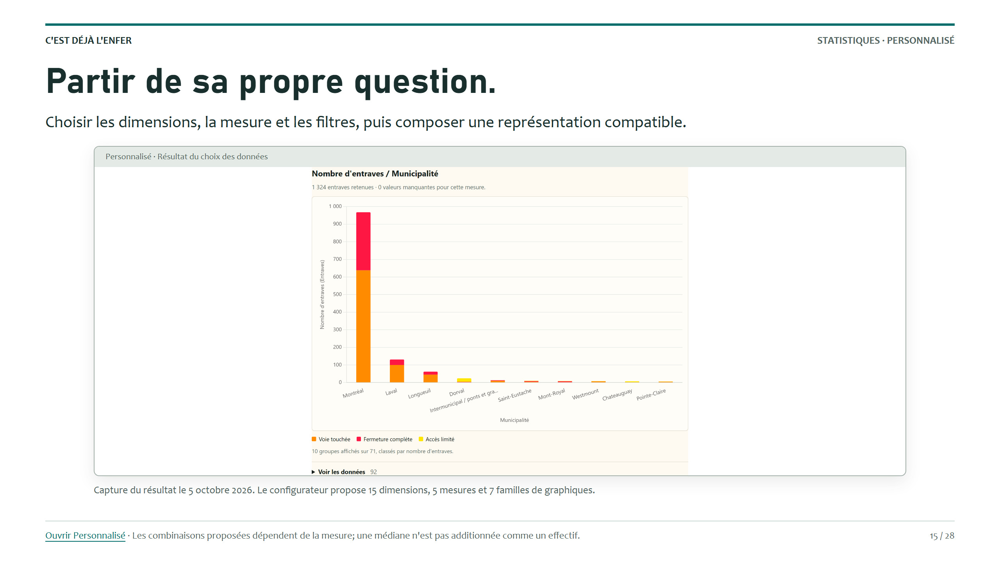 C'EST DÉJÀ L'ENFER
STATISTIQUES · PERSONNALISÉ
Partir de sa propre question.
Choisir les dimensions, la mesure et les filtres, puis composer une représentation compatible.
Personnalisé · Résultat du choix des données
Nombre d'entraves / Municipalité
1 324 entraves retenues · 0 valeurs manquantes pour cette mesure.
Nombre d'entraves (Entraves)
1 000
900
800
700
600
500
400
300
200
100
0
Montréal
Laval
Longueuil
Dorval
Intermunicipal / ponts et gra...
Saint-Eustache
Mont-Royal
Westmount
Chateauguay
Pointe-Claire
Municipalité
Voie touchée
Fermeture complète
Accès limité
10 groupes affichés sur 71, classés par nombre d'entraves.
Voir les données 92
Capture du résultat le 5 octobre 2026. Le configurateur propose 15 dimensions, 5 mesures et 7 familles de graphiques.
Ouvrir Personnalisé · Les combinaisons proposées dépendent de la mesure; une médiane n'est pas additionnée comme un effectif.
15 / 28